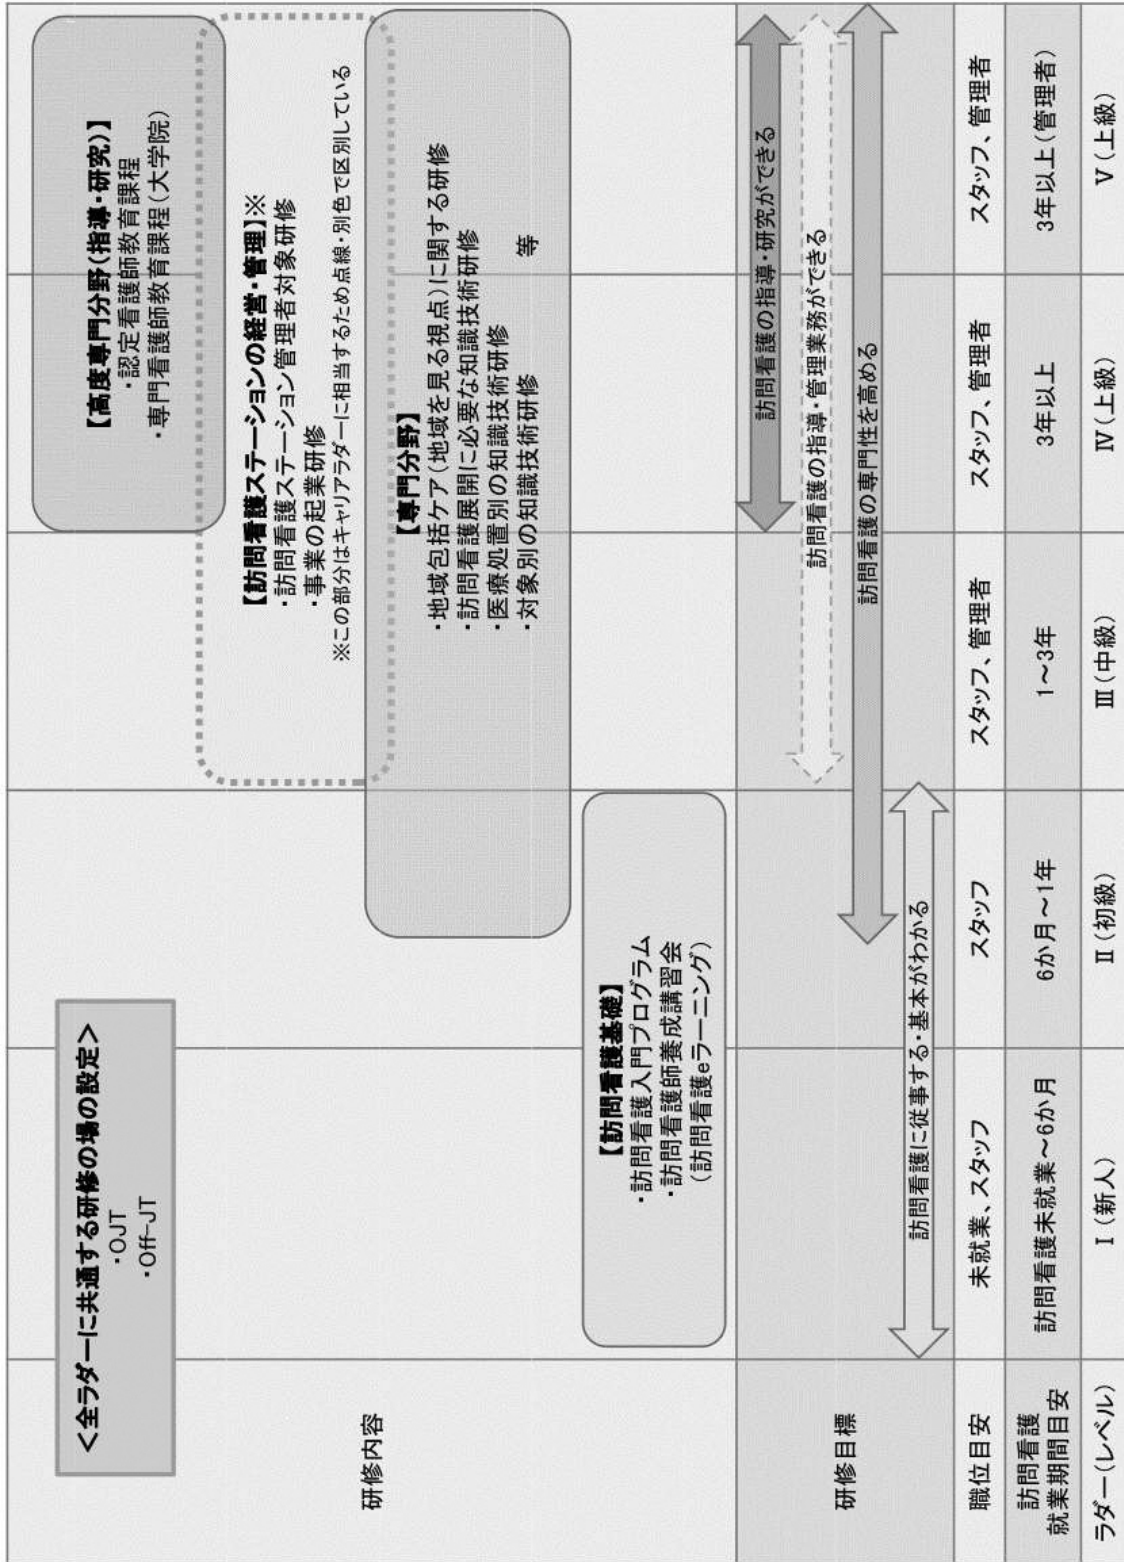 <全ラダーに共通する研修の場の設定>
・OJT
・Off-JT
【高度専門分野(指導・研究)】
・認定看護師教育課程
・専門看護師教育課程(大学院)
【訪問看護ステーションの経営・管理】※
・訪問看護ステーション管理者対象研修
・事業の起業研修
※この部分はキャリアラダーに相当するため点線・別色で区別している
【専門分野】
・地域包括ケア(地域を見る視点)に関する研修
・訪問看護展開に必要な知識技術研修
・医療処置別の知識技術研修
・対象別の知識技術研修 等
研修内容
【訪問看護基礎】
・訪問看護入門プログラム
・訪問看護師養成講習会
(訪問看護eラーニング)
研修目標
訪問看護の指導・研究ができる
訪問看護の指導・管理業務ができる
訪問看護の専門性を高める
訪問看護に従事する・基本がわかる
職位目安 未就業、スタッフ スタッフ スタッフ、管理者 スタッフ、管理者 スタッフ、管理者
訪問看護
就業期間目安 訪問看護未就業~6か月 6か月~1年 1~3年 3年以上 3年以上(管理者)
ラダー(レベル) Ⅰ(新人) Ⅱ(初級) Ⅲ(中級) Ⅳ(上級) Ⅴ(上級)